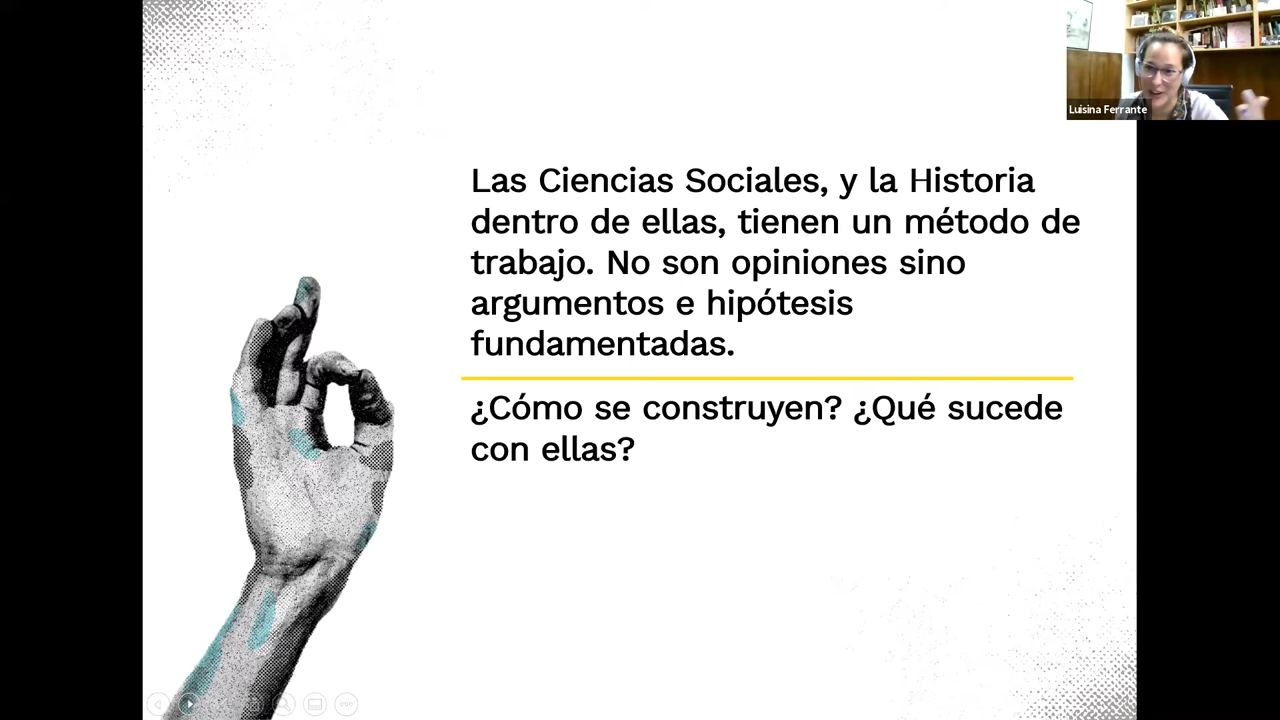 Luisina Ferrante
Las Ciencias Sociales, y la Historia
dentro de ellas, tienen un método de
trabajo. No son opiniones sino
argumentos e hipótesis
fundamentadas.
¿Cómo se construyen? ¿Qué sucede
con ellas?